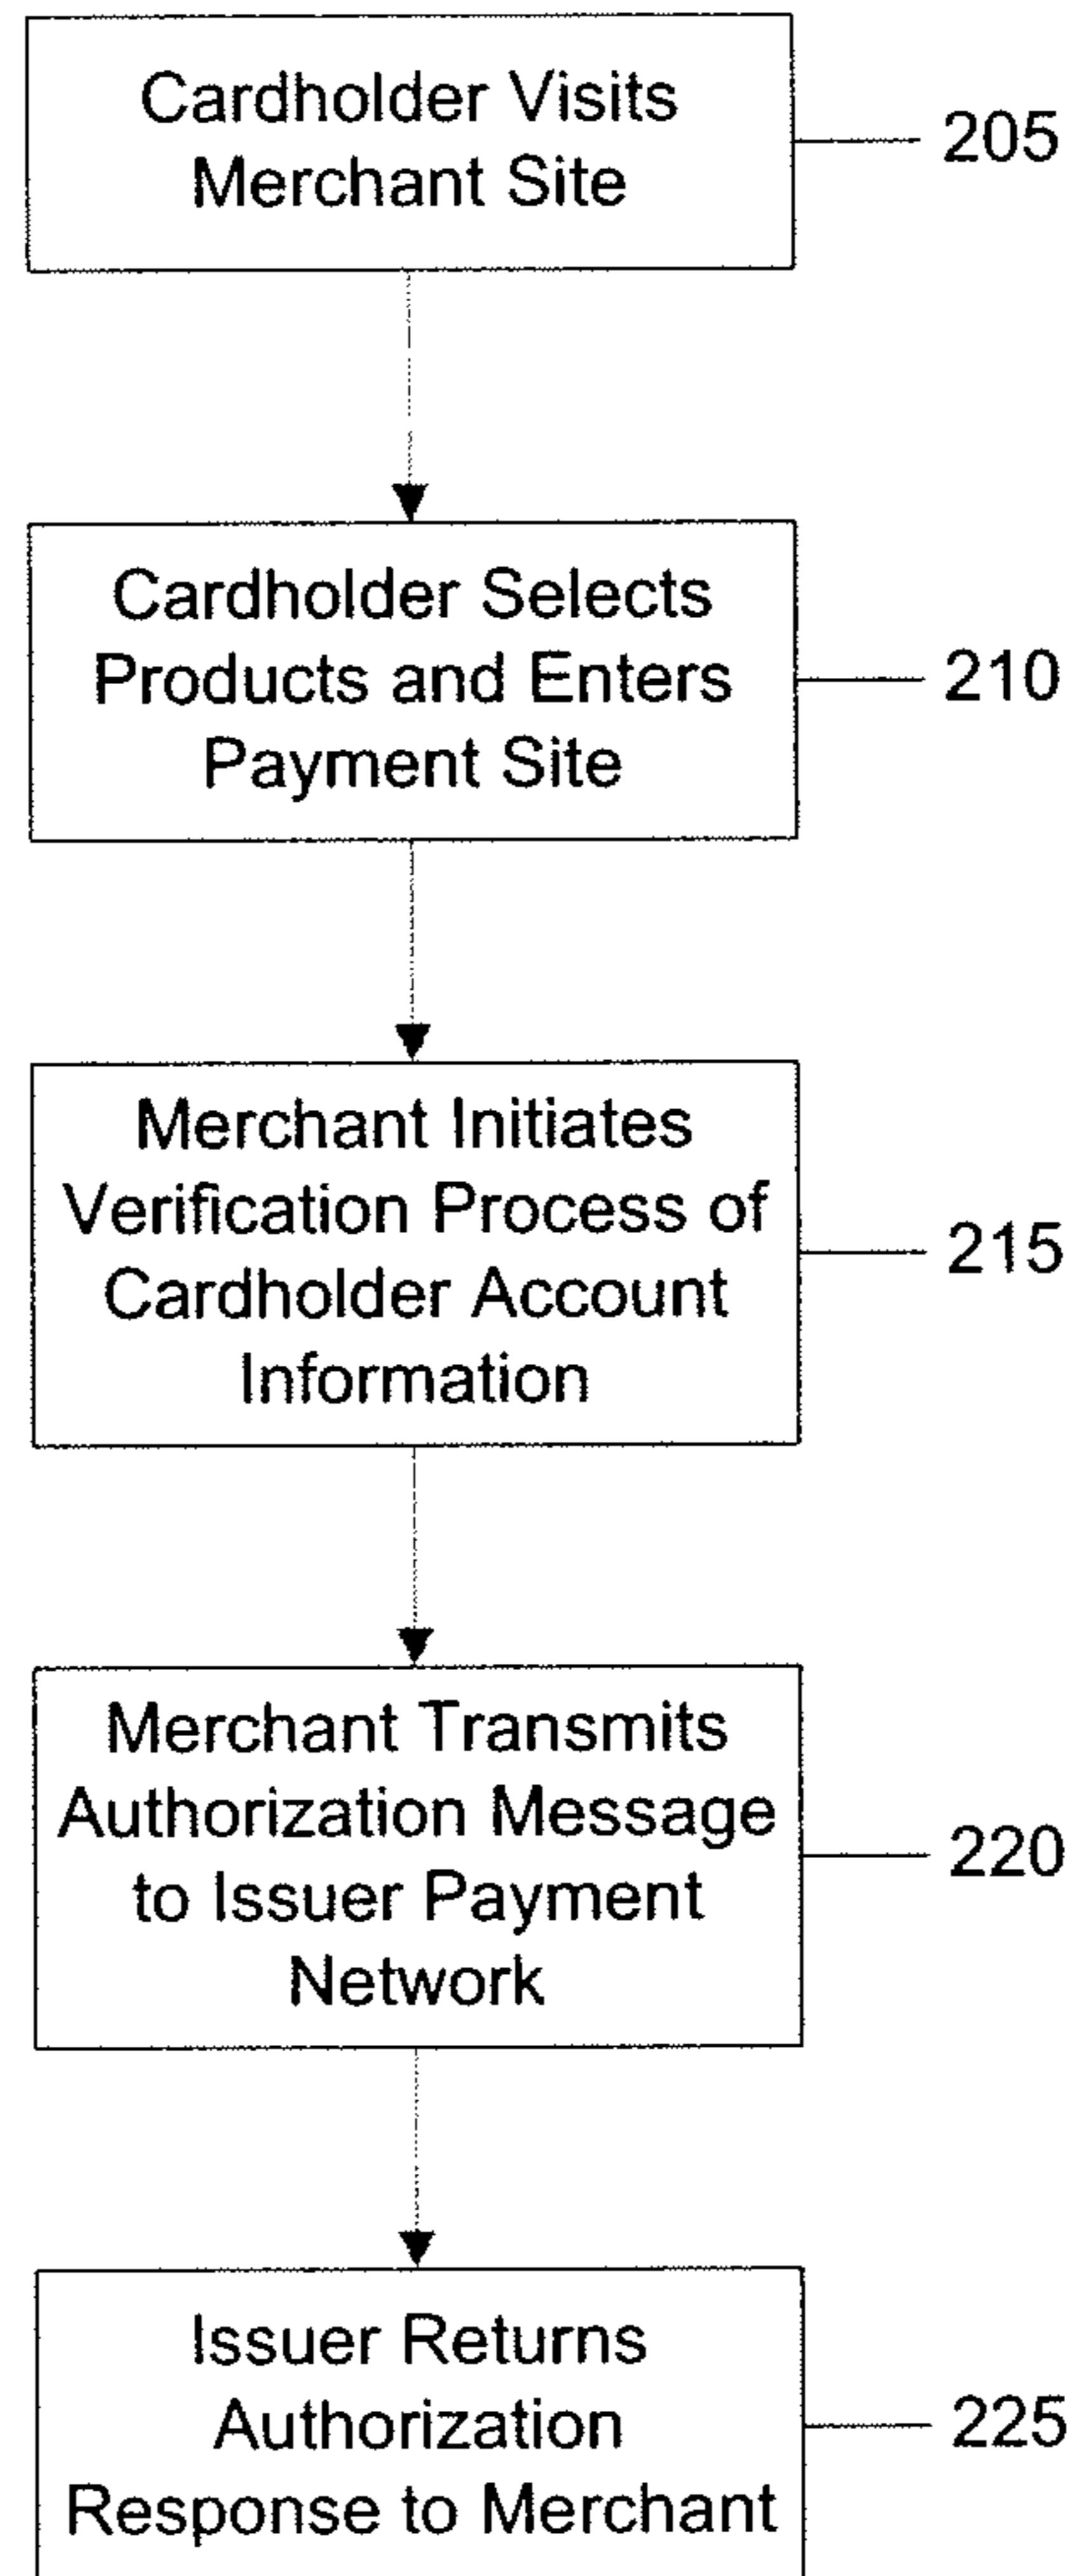 Cardholder Visits
Merchant Site
205
Cardholder Selects
Products and Enters
Payment Site
210
Merchant Initiates
Verification Process of
Cardholder Account
Information
215
Merchant Transmits
Authorization Message
to Issuer Payment
Network
220
Issuer Returns
Authorization
Response to Merchant
225